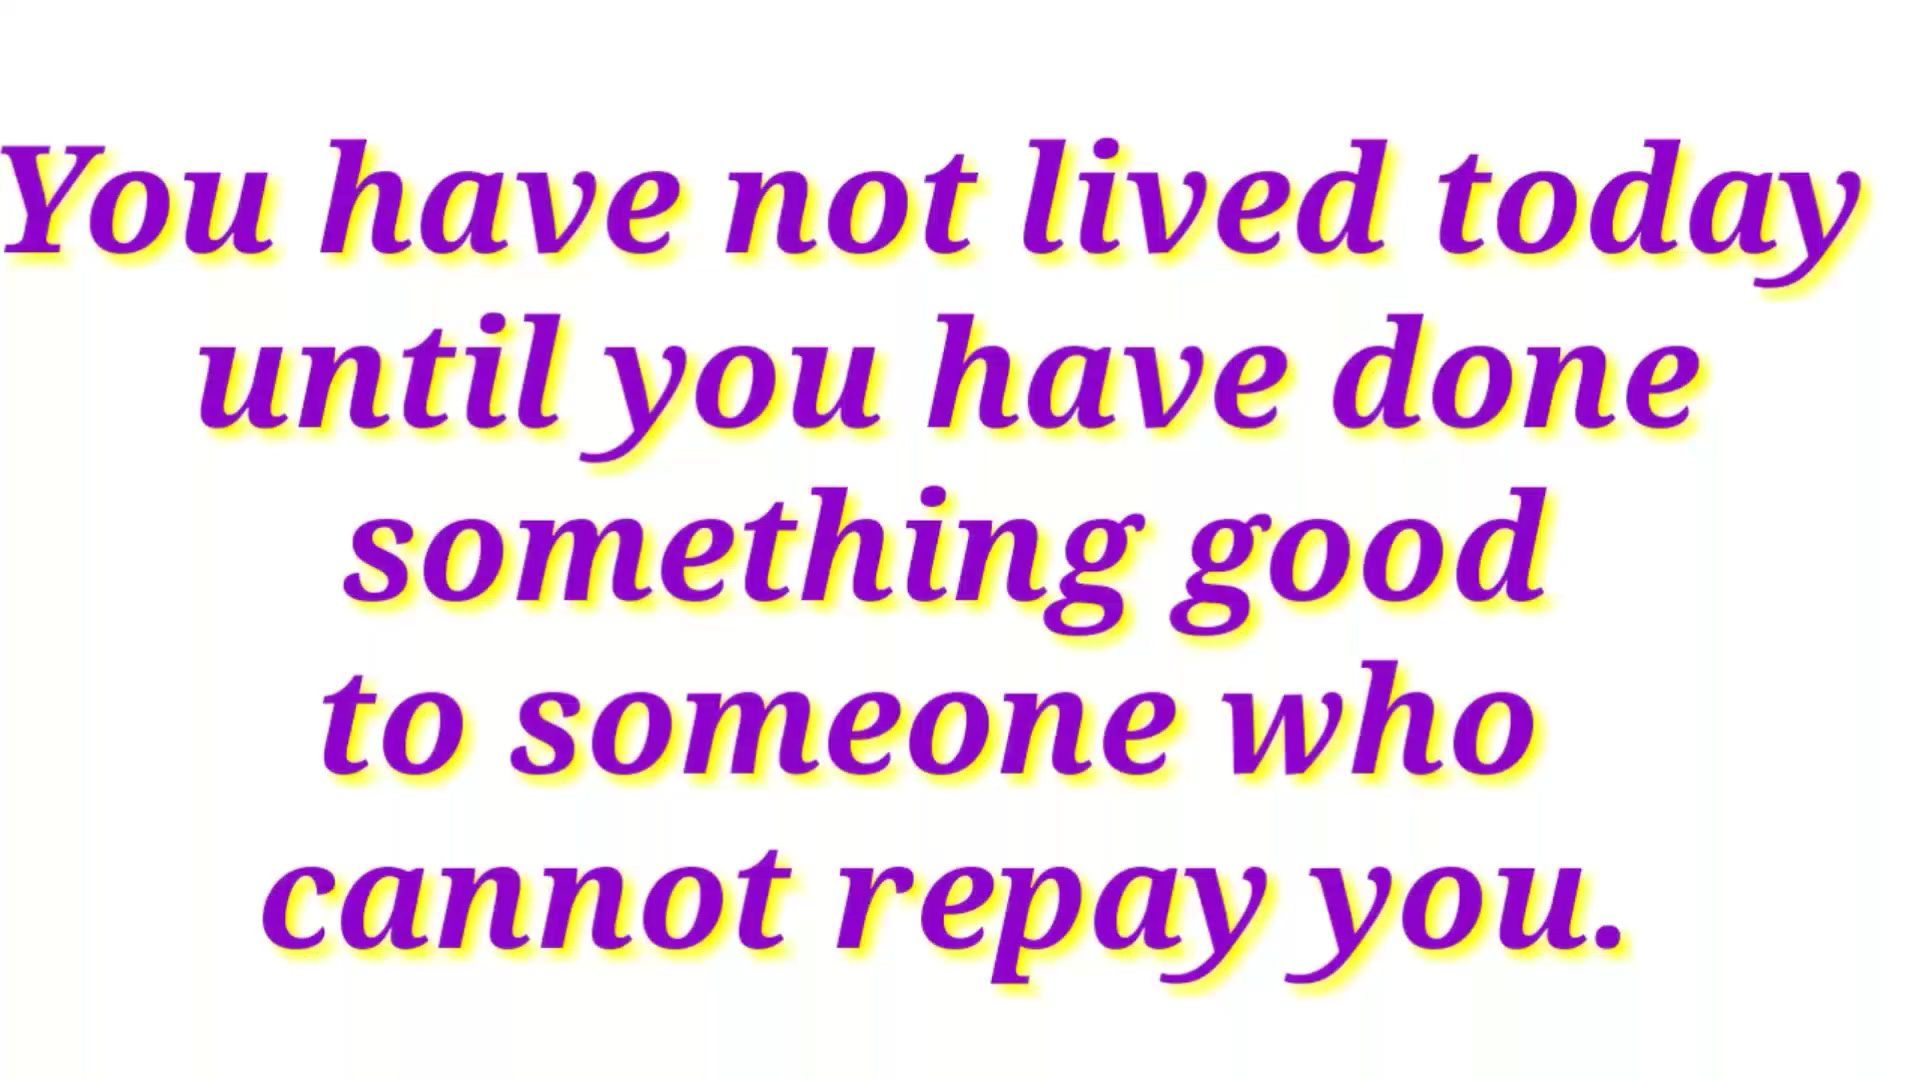 You have not lived today
until you have done
something good
to someone who
cannot repay you.